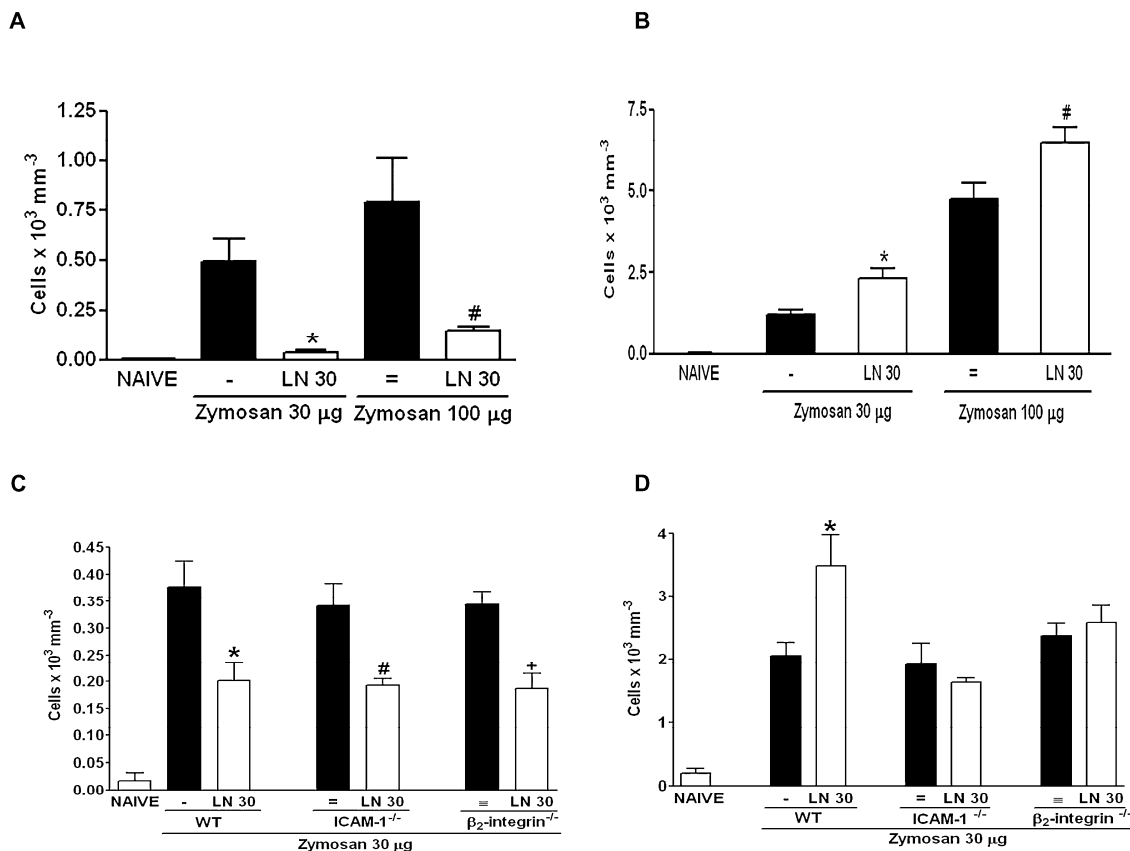 A
Cells x 10³ mm⁻³
1.25
1.00
0.75
0.50
0.25
0.00
*
#
NAIVE - LN 30 = LN 30
Zymosan 30 µg Zymosan 100 µg
B
Cells x 10³ mm⁻³
7.5
5.0
2.5
0.0
*
#
NAIVE - LN 30 = LN 30
Zymosan 30 µg Zymosan 100 µg
C
Cells x 10³ mm⁻³
0.45
0.40
0.35
0.30
0.25
0.20
0.15
0.10
0.05
0.00
*
#
+
NAIVE - LN 30 = LN 30 ≡ LN 30
WT ICAM-1⁻/⁻ β₂-integrin⁻/⁻
Zymosan 30 µg
D
Cells x 10³ mm⁻³
4
3
2
1
0
*
NAIVE - LN 30 = LN 30 ≡ LN 30
WT ICAM-1 ⁻/⁻ β₂-integrin ⁻/⁻
Zymosan 30 µg